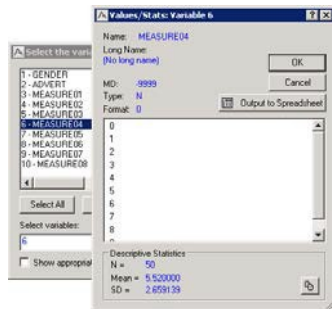 Values/Stats: Variable 6
Name: MEASURE04
Long Name:
(No long name)
OK
Cancel
MD: -9999
Type: N
Format: 0
Output to Spreadsheet
0
1
2
3
4
5
6
7
8
Descriptive Statistics
N = 50
Mean = 5.520000
SD = 2.659139
Select the varia
1 - GENDER
2 - ADVERT
3 - MEASURE01
4 - MEASURE02
5 - MEASURE03
6 - MEASURE04
7 - MEASURE05
8 - MEASURE06
9 - MEASURE07
10 - MEASURE08
Select All
Select variables:
6
Show appropriat